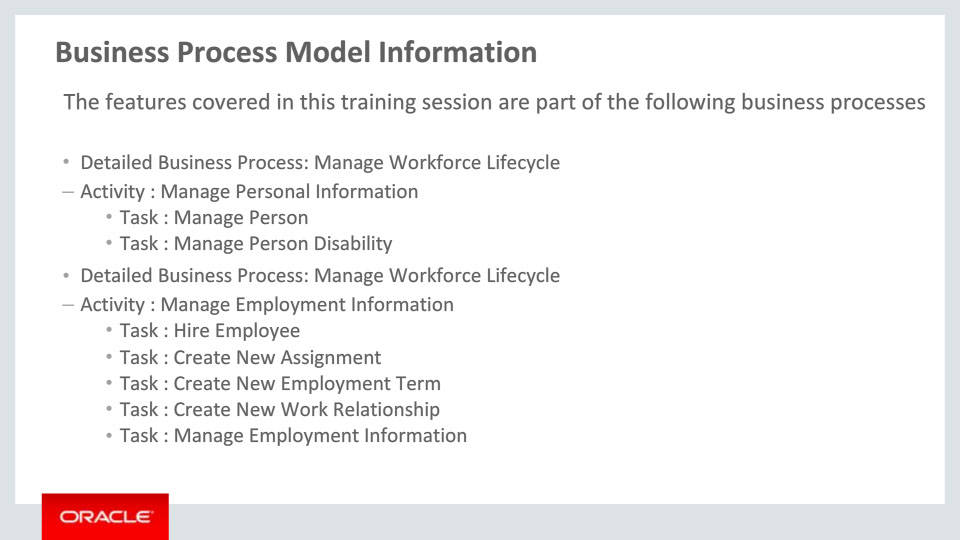 Business Process Model Information
The features covered in this training session are part of the following business processes
• Detailed Business Process: Manage Workforce Lifecycle
– Activity : Manage Personal Information
• Task : Manage Person
• Task : Manage Person Disability
• Detailed Business Process: Manage Workforce Lifecycle
– Activity : Manage Employment Information
• Task : Hire Employee
• Task : Create New Assignment
• Task : Create New Employment Term
• Task : Create New Work Relationship
• Task : Manage Employment Information
ORACLE